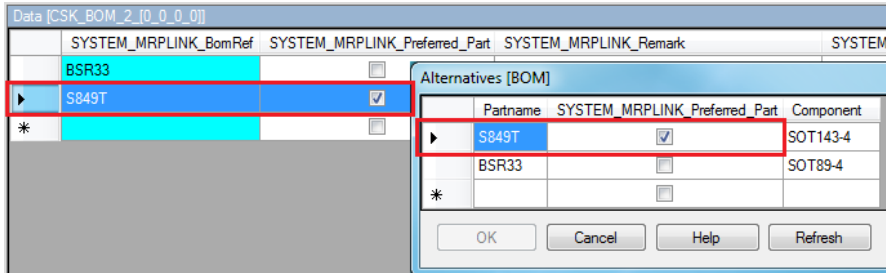 Data [CSK_BOM_2_[0_0_0_0]]
SYSTEM_MRPLINK_BomRef SYSTEM_MRPLINK_Preferred_Part SYSTEM_MRPLINK_Remark SYSTEM
BSR33
S849T
Alternatives [BOM]
Partname SYSTEM_MRPLINK_Preferred_Part Component
S849T SOT143-4
BSR33 SOT89-4
OK Cancel Help Refresh